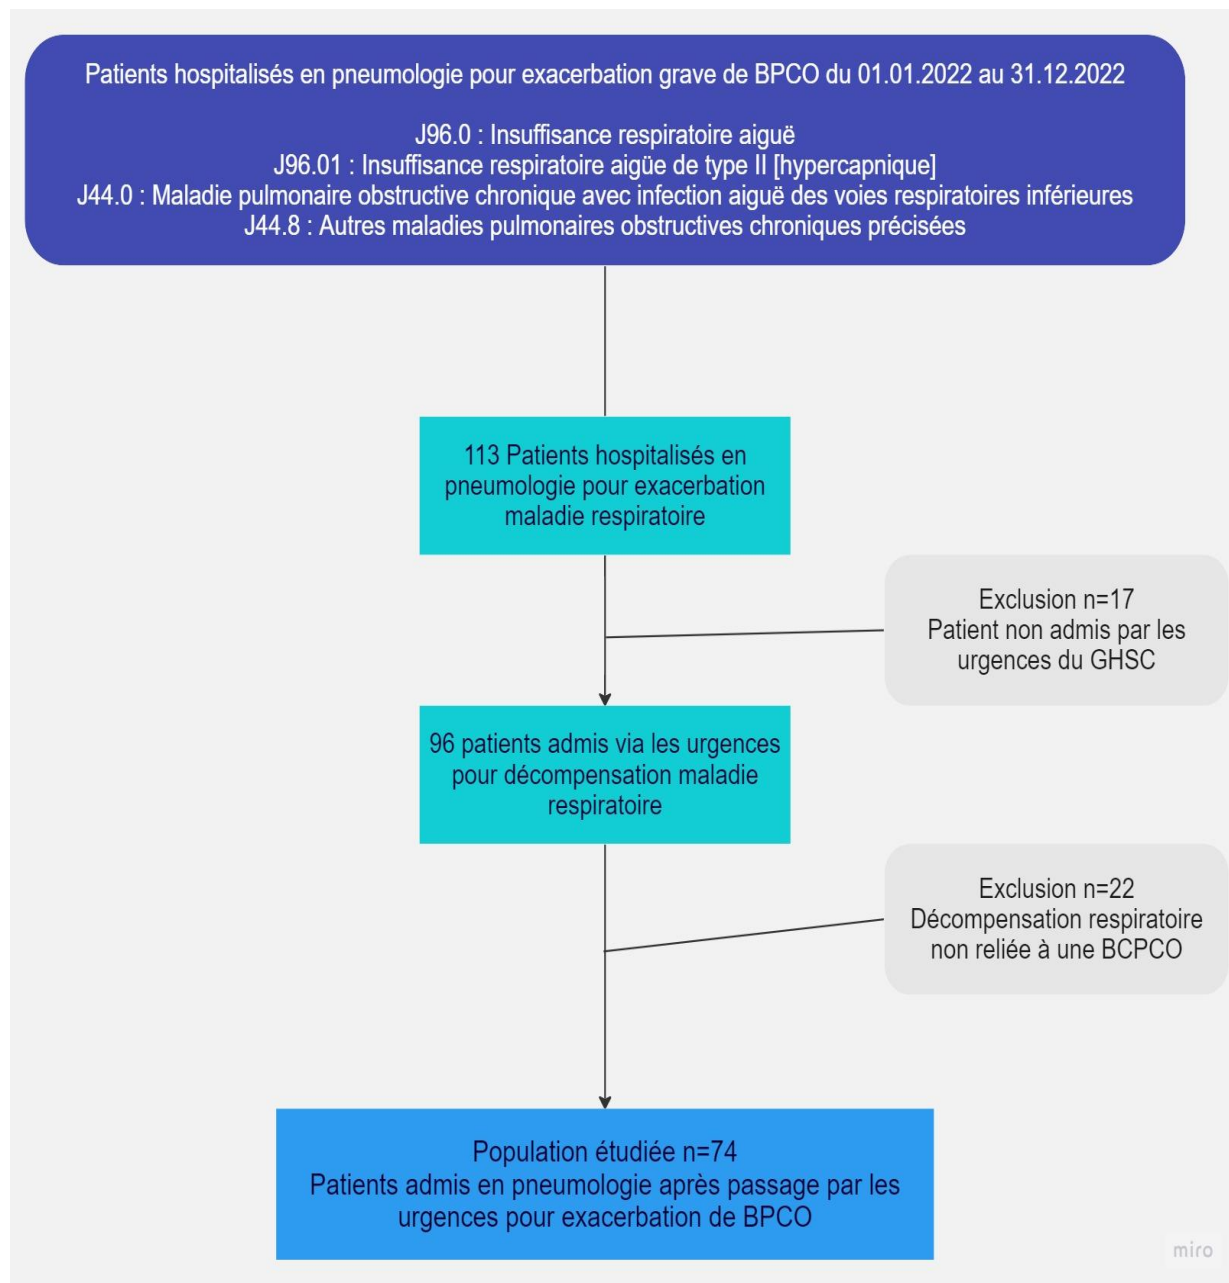 Patients hospitalisés en pneumologie pour exacerbation grave de BPCO du 01.01.2022 au 31.12.2022
J96.0 : Insuffisance respiratoire aiguë
J96.01 : Insuffisance respiratoire aigüe de type II [hypercapnique]
J44.0 : Maladie pulmonaire obstructive chronique avec infection aiguë des voies respiratoires inférieures
J44.8 : Autres maladies pulmonaires obstructives chroniques précisées
113 Patients hospitalisés en
pneumologie pour exacerbation
maladie respiratoire
Exclusion n=17
Patient non admis par les
urgences du GHSC
96 patients admis via les urgences
pour décompensation maladie
respiratoire
Exclusion n=22
Décompensation respiratoire
non reliée à une BCPCO
Population étudiée n=74
Patients admis en pneumologie après passage par les
urgences pour exacerbation de BPCO
miro